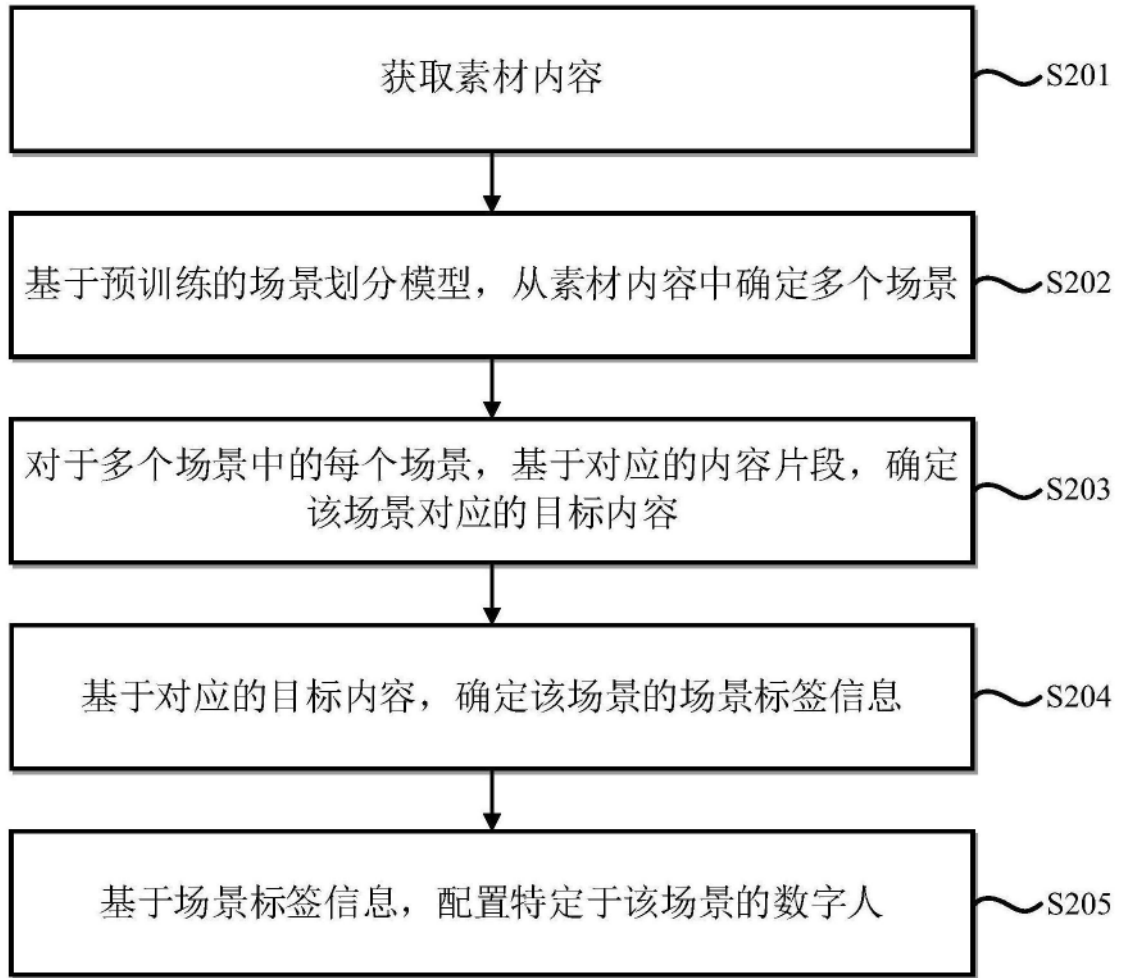 获取素材内容
S201
基于预训练的场景划分模型，从素材内容中确定多个场景
S202
对于多个场景中的每个场景，基于对应的内容片段，确定
该场景对应的目标内容
S203
基于对应的目标内容，确定该场景的场景标签信息
S204
基于场景标签信息，配置特定于该场景的数字人
S205